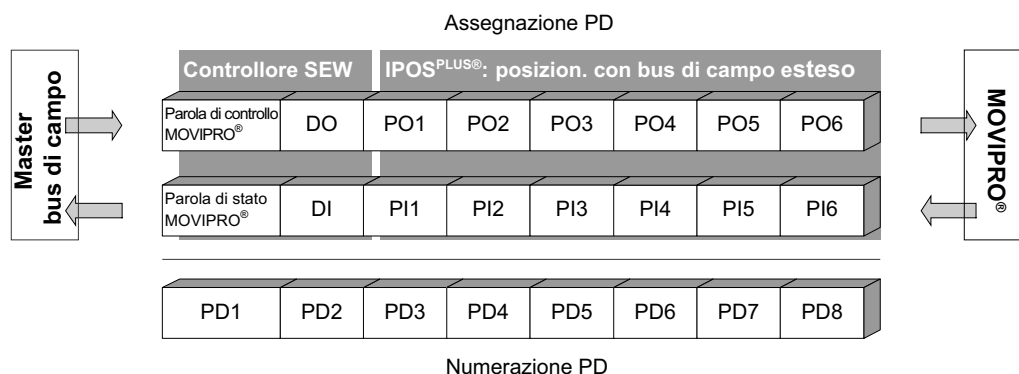 Assegnazione PD
Master
bus di campo
Controllore SEW
IPOSPLUS®: posizion. con bus di campo esteso
Parola di controllo
MOVIPRO®
DO
PO1
PO2
PO3
PO4
PO5
PO6
Parola di stato
MOVIPRO®
DI
PI1
PI2
PI3
PI4
PI5
PI6
MOVIPRO®
PD1
PD2
PD3
PD4
PD5
PD6
PD7
PD8
Numerazione PD